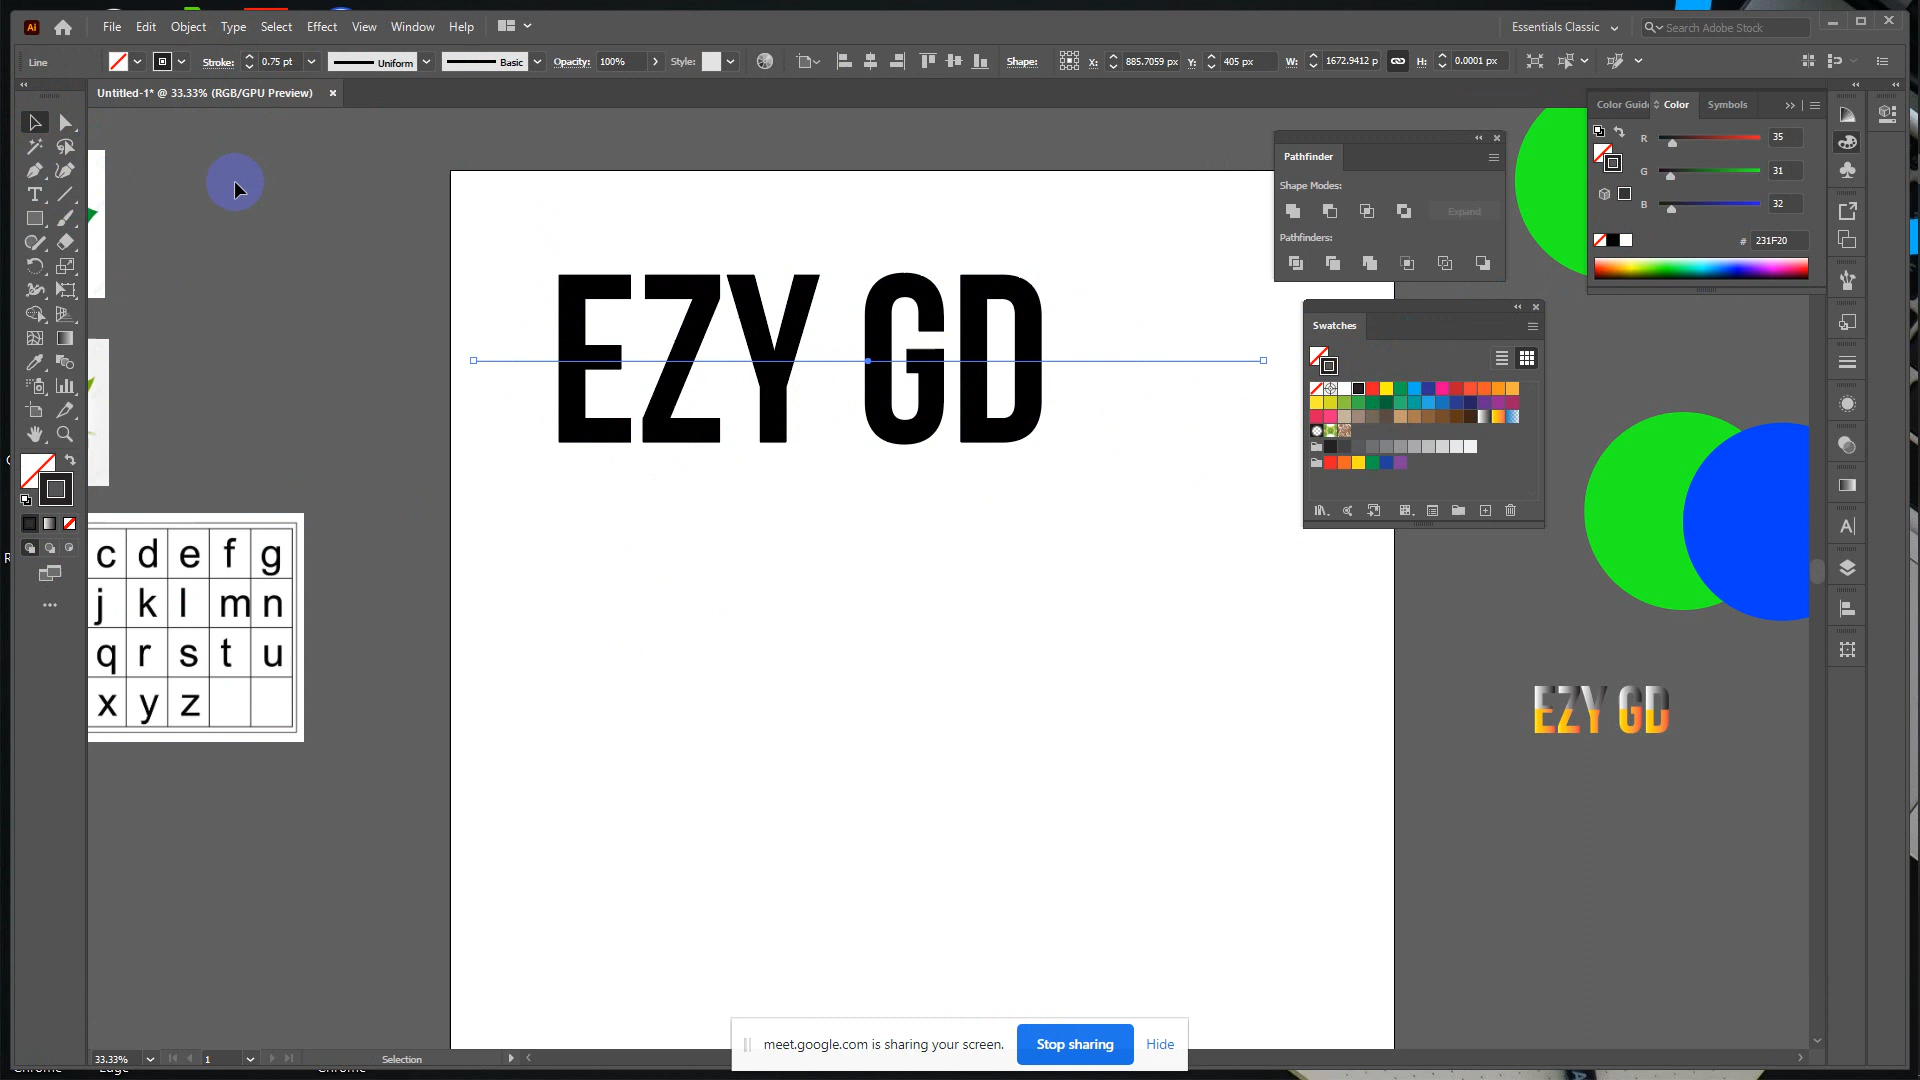 File Edit Object Type Select Effect View Window Help
Essentials Classic
Search Adobe Stock
Line
Stroke: 0.75 pt
Uniform
Basic
Opacity: 100%
Style:
Shape:
X: 885.7059 px
Y: 405 px
W: 1672.9412 p
H: 0.0001 px
Untitled-1* @ 33.33% (RGB/GPU Preview)
Color Guide
Color
Symbols
R 35
G 31
B 32
# 231F20
Pathfinder
Shape Modes:
Expand
Pathfinders:
Swatches
EZY GD
c d e f g
j k l m n
q r s t u
x y z
EZY GD
33.33%
1
Selection
meet.google.com is sharing your screen.
Stop sharing
Hide